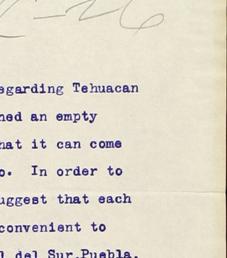 egarding Tehuacan
ned an empty
hat it can come
o. In order to
uggest that each
convenient to
l del Sur,Puebla.